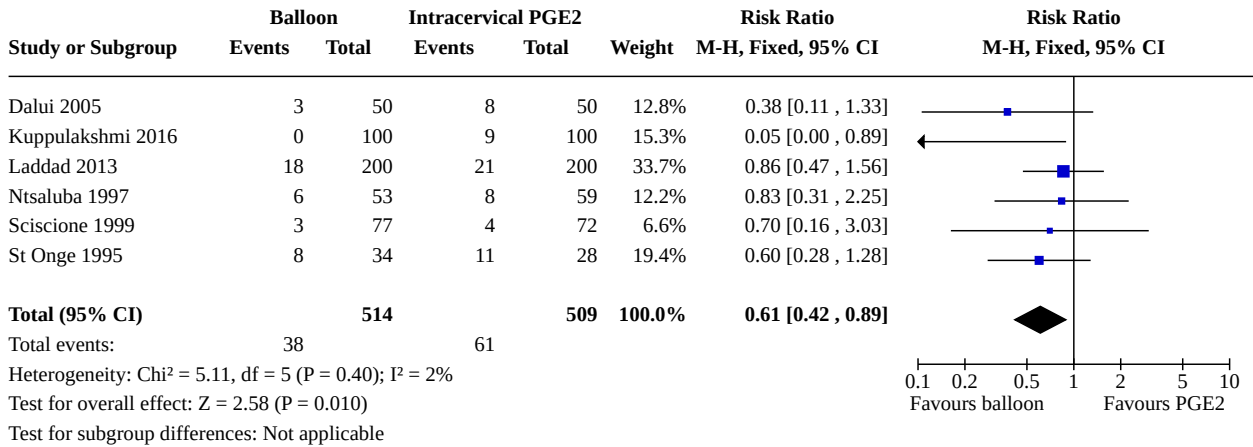 Balloon Intracervical PGE2 Risk Ratio Risk Ratio
Study or Subgroup Events Total Events Total Weight M-H, Fixed, 95% CI M-H, Fixed, 95% CI
Dalui 2005 3 50 8 50 12.8% 0.38 [0.11 , 1.33]
Kuppulakshmi 2016 0 100 9 100 15.3% 0.05 [0.00 , 0.89]
Laddad 2013 18 200 21 200 33.7% 0.86 [0.47 , 1.56]
Ntsaluba 1997 6 53 8 59 12.2% 0.83 [0.31 , 2.25]
Sciscione 1999 3 77 4 72 6.6% 0.70 [0.16 , 3.03]
St Onge 1995 8 34 11 28 19.4% 0.60 [0.28 , 1.28]
Total (95% CI) 514 509 100.0% 0.61 [0.42 , 0.89]
Total events: 38 61
Heterogeneity: Chi² = 5.11, df = 5 (P = 0.40); I² = 2%
0.1 0.2 0.5 1 2 5 10
Test for overall effect: Z = 2.58 (P = 0.010) Favours balloon Favours PGE2
Test for subgroup differences: Not applicable